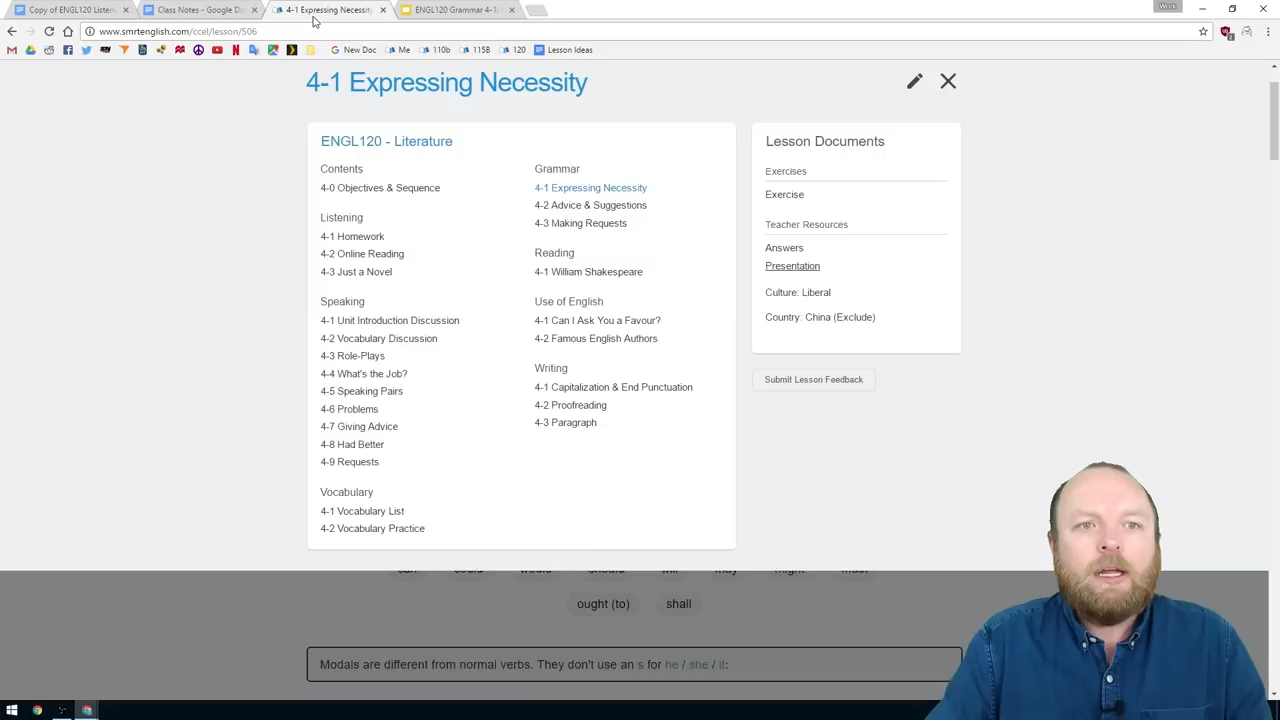 Copy of ENGL120 Listen
Class Notes - Google Do
4-1 Expressing Necessity
ENGL120 Grammar 4-1
Work
www.smrtenglish.com/ccel/lesson/506
New Doc
Me
110b
115B
120
Lesson Ideas
4-1 Expressing Necessity
ENGL120 - Literature
Contents
4-0 Objectives & Sequence
Listening
4-1 Homework
4-2 Online Reading
4-3 Just a Novel
Speaking
4-1 Unit Introduction Discussion
4-2 Vocabulary Discussion
4-3 Role-Plays
4-4 What's the Job?
4-5 Speaking Pairs
4-6 Problems
4-7 Giving Advice
4-8 Had Better
4-9 Requests
Vocabulary
4-1 Vocabulary List
4-2 Vocabulary Practice
Grammar
4-1 Expressing Necessity
4-2 Advice & Suggestions
4-3 Making Requests
Reading
4-1 William Shakespeare
Use of English
4-1 Can I Ask You a Favour?
4-2 Famous English Authors
Writing
4-1 Capitalization & End Punctuation
4-2 Proofreading
4-3 Paragraph
Lesson Documents
Exercises
Exercise
Teacher Resources
Answers
Presentation
Culture: Liberal
Country: China (Exclude)
Submit Lesson Feedback
can could would should will may might must
ought (to) shall
Modals are different from normal verbs. They don't use an s for he / she / it: